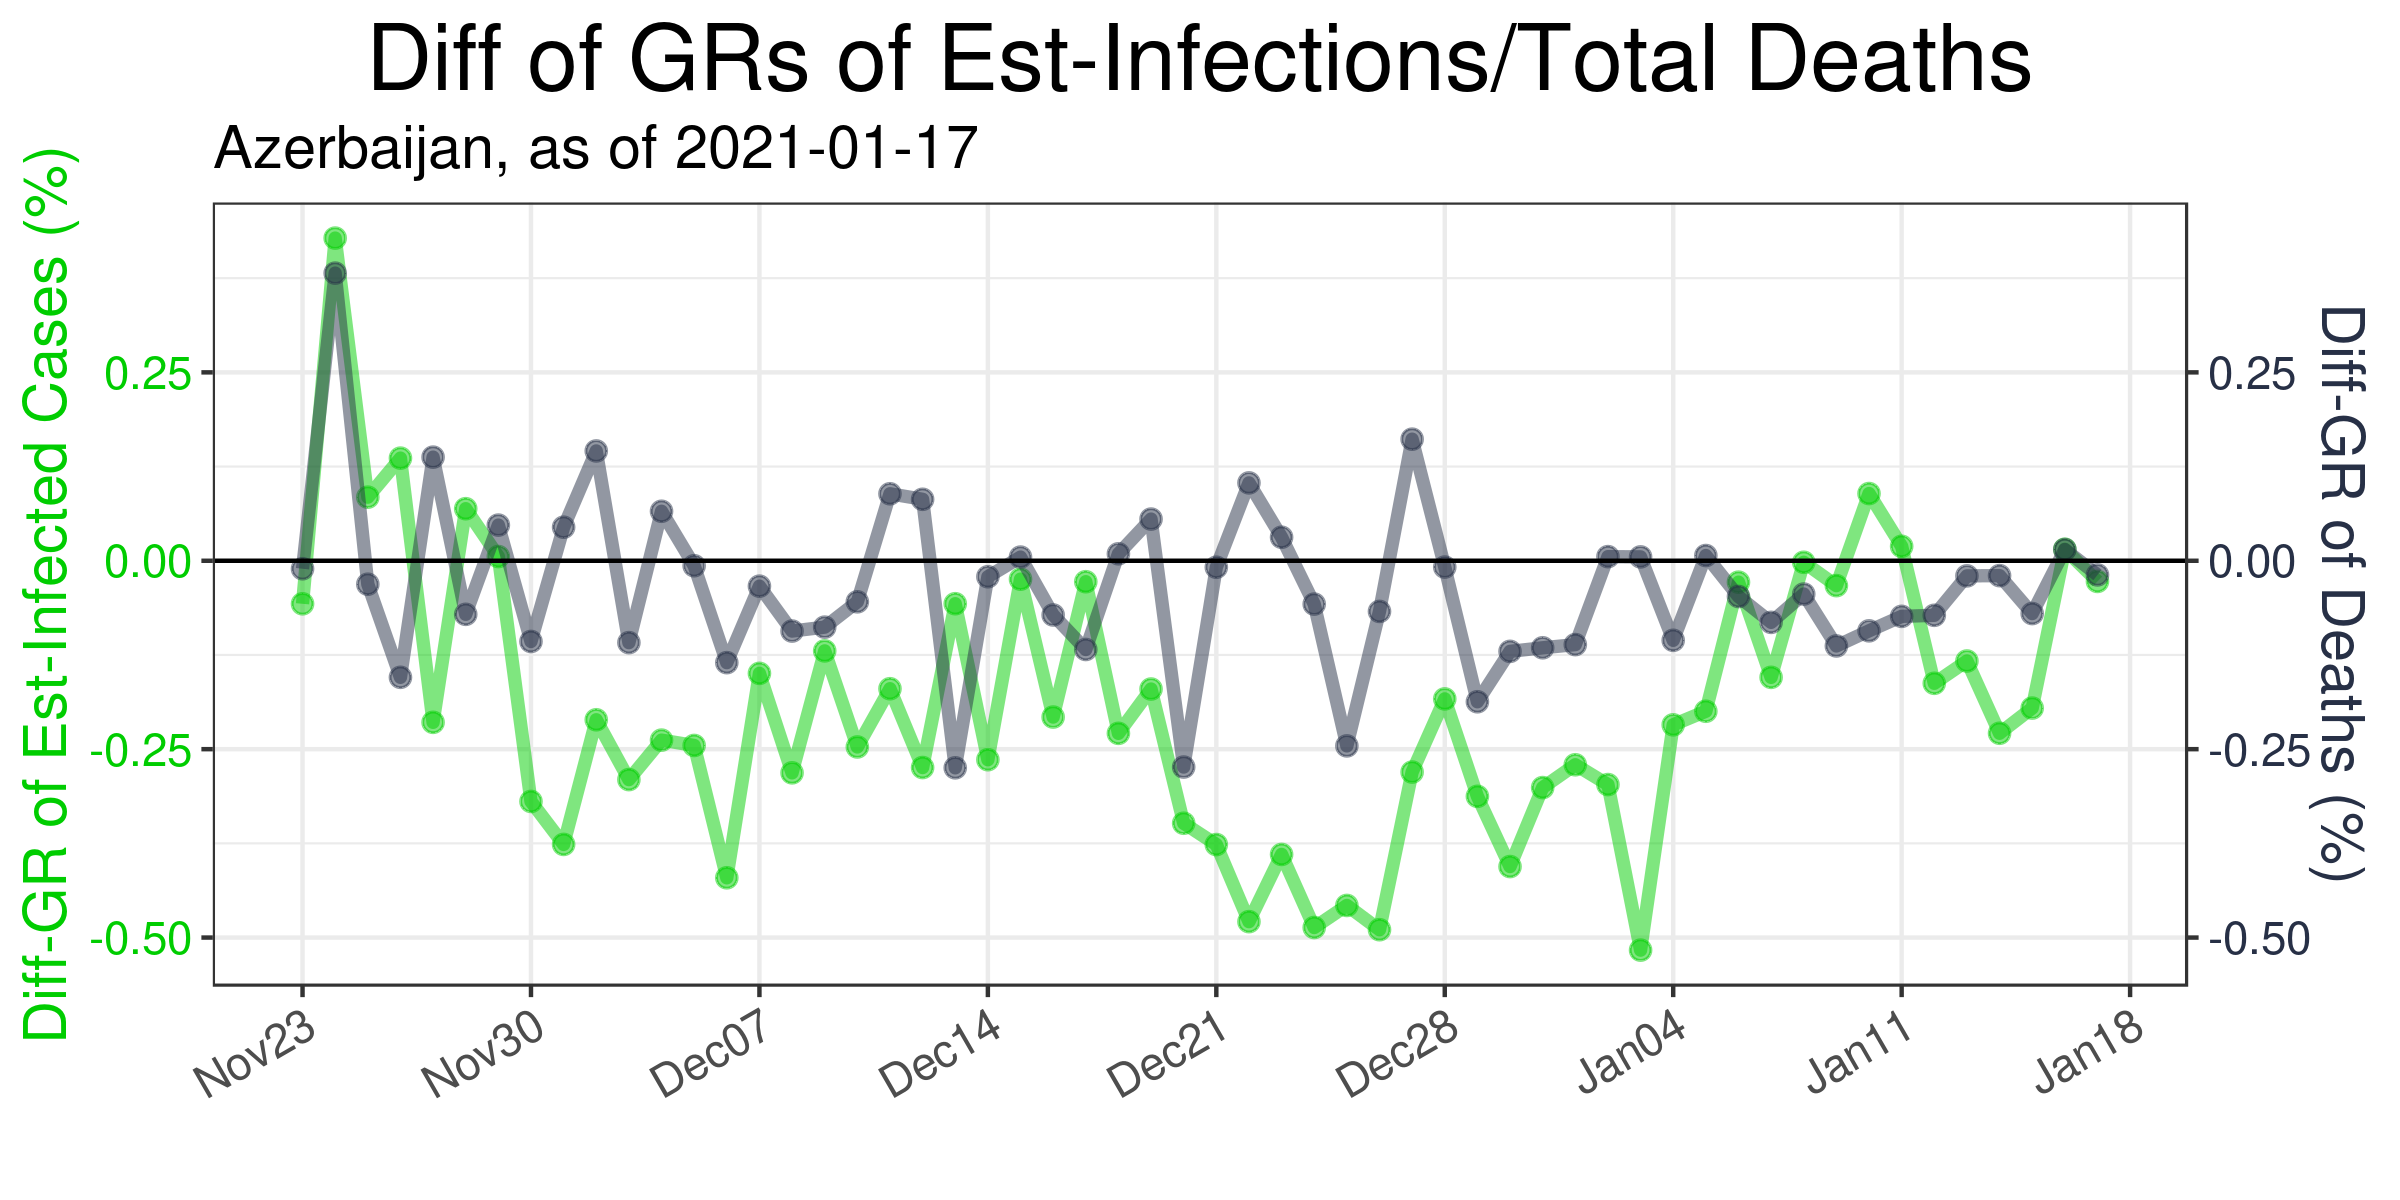 Diff of GRs of Est-Infections/Total Deaths
Azerbaijan, as of 2021-01-17
Diff-GR of Est-Infected Cases (%)
0.25
0.00
-0.25
-0.50
0.25
0.00
-0.25
-0.50
Diff-GR of Deaths (%)
Nov23
Nov30
Dec07
Dec14
Dec21
Dec28
Jan04
Jan11
Jan18